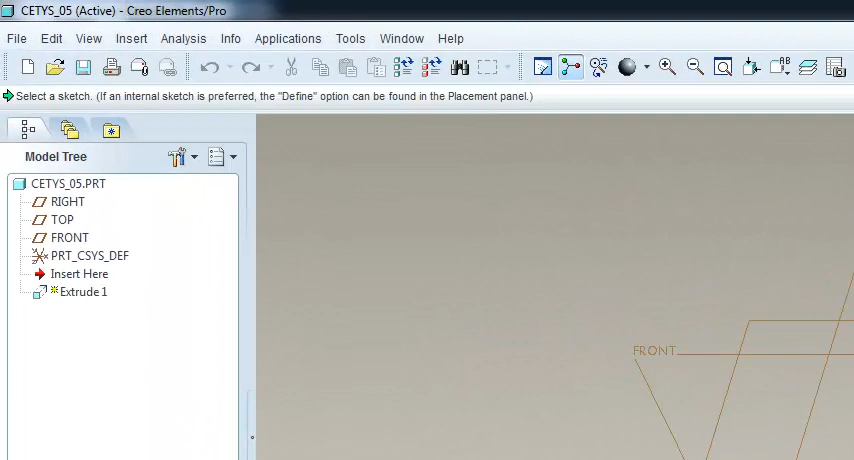 CETYS_05 (Active) - Creo Elements/Pro
File Edit View Insert Analysis Info Applications Tools Window Help
Select a sketch. (If an internal sketch is preferred, the "Define" option can be found in the Placement panel.)
Model Tree
CETYS_05.PRT
RIGHT
TOP
FRONT
PRT_CSYS_DEF
Insert Here
Extrude 1
FRONT